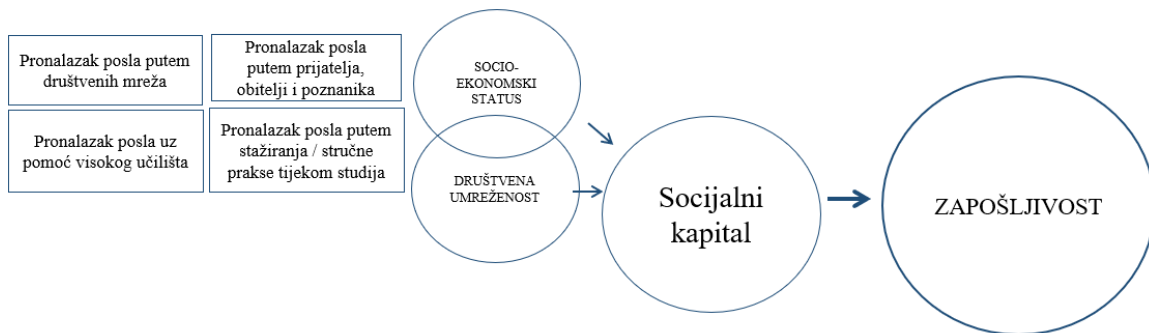 Pronalazak posla putem
društvenih mreža
Pronalazak posla
putem prijatelja,
obitelji i poznanika
Pronalazak posla uz
pomoć visokog učilišta
Pronalazak posla putem
stažiranja / stručne
prakse tijekom studija
SOCIO-
EKONOMSKI
STATUS
DRUŠTVENA
UMREŽENOST
Socijalni
kapital
ZAPOŠLJIVOST